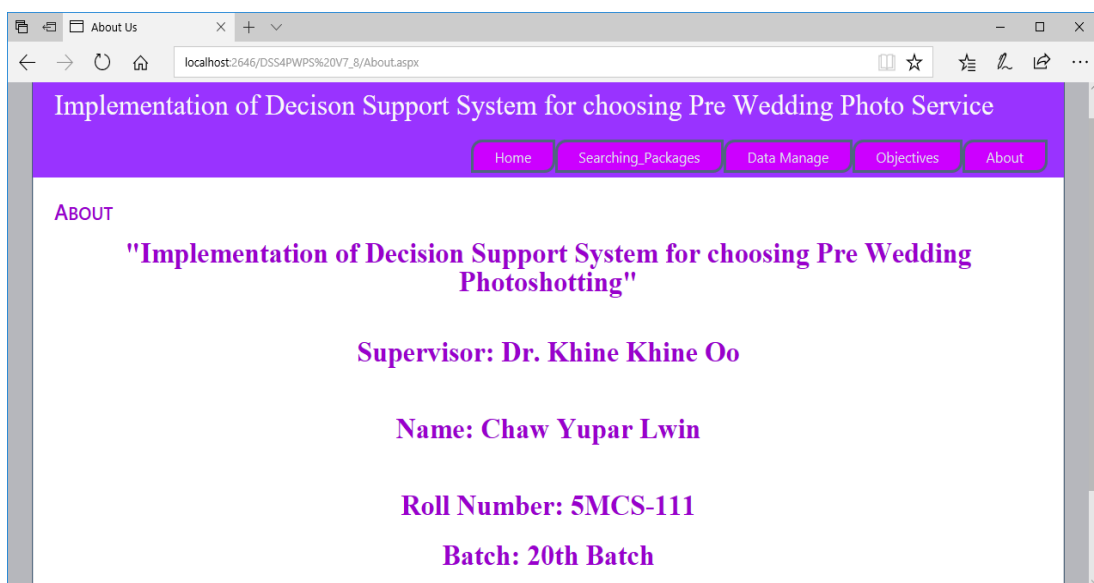 About Us
localhost:2646/DSS4PWPS%20V7_8/About.aspx
Implementation of Decison Support System for choosing Pre Wedding Photo Service
Home Searching_Packages Data Manage Objectives About
ABOUT
"Implementation of Decision Support System for choosing Pre Wedding
Photoshotting"
Supervisor: Dr. Khine Khine Oo
Name: Chaw Yupar Lwin
Roll Number: 5MCS-111
Batch: 20th Batch